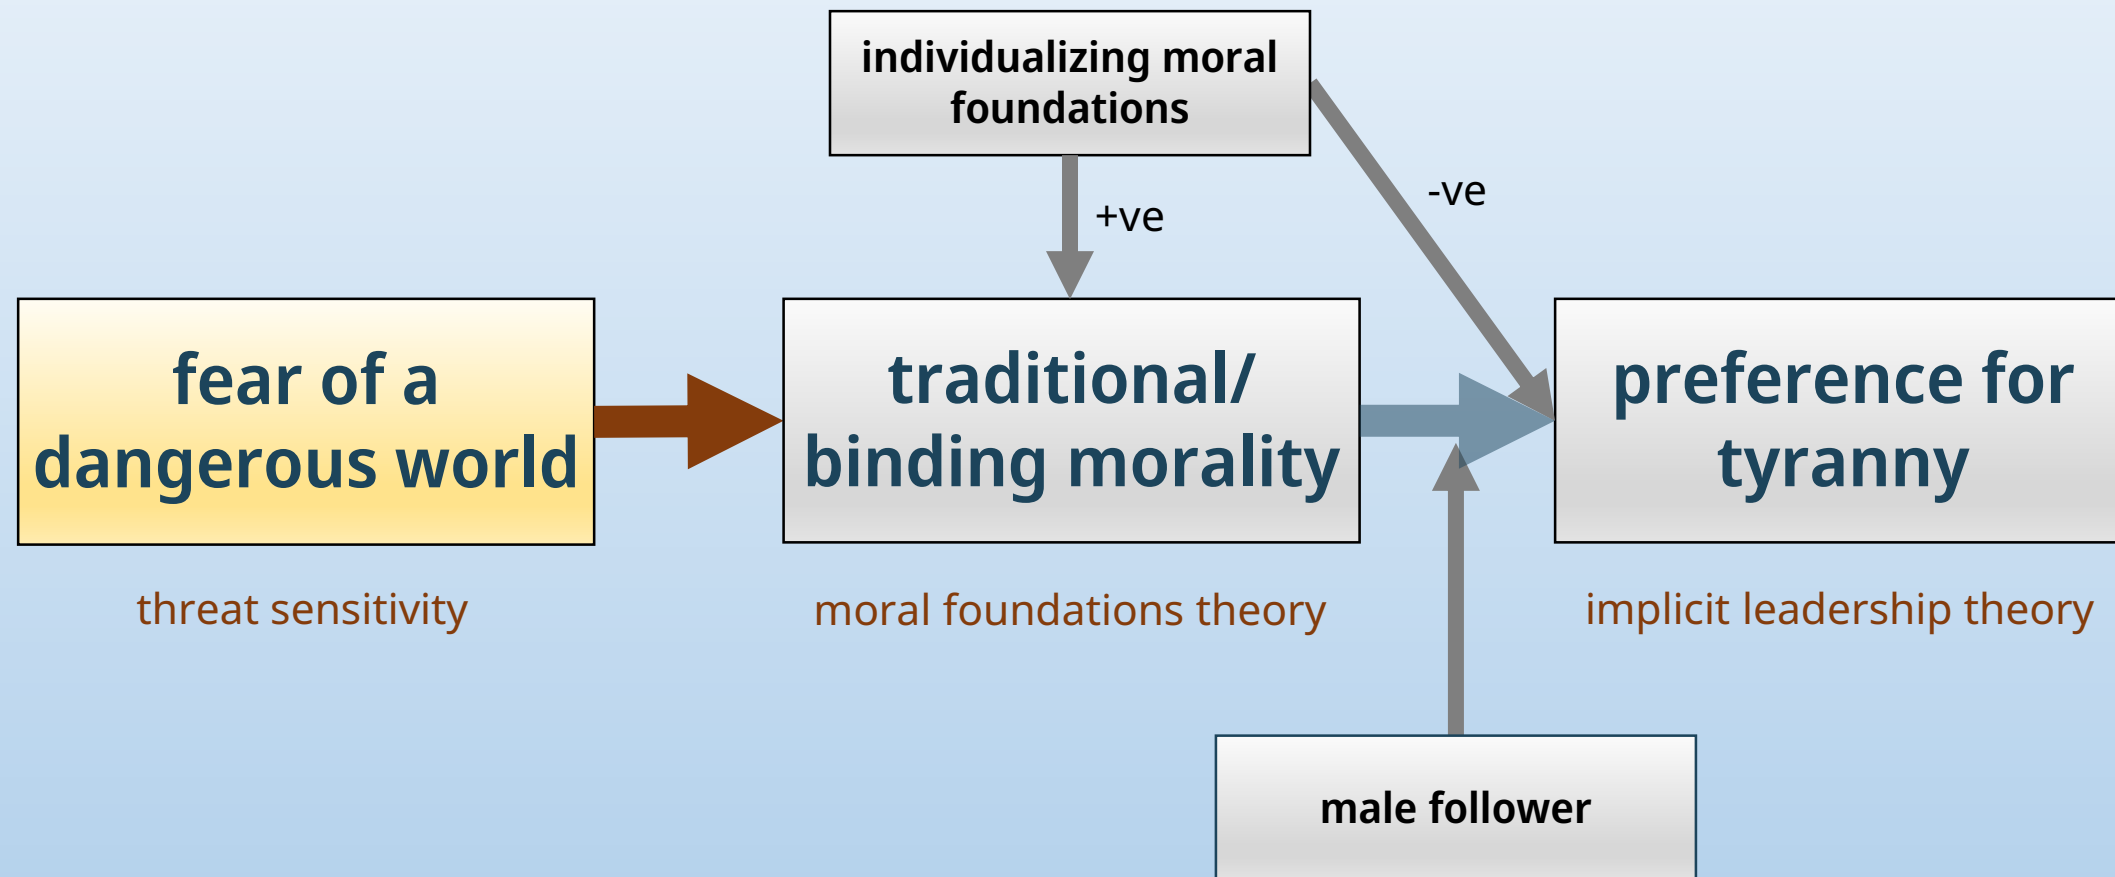 individualizing moral
foundations
+ve
-ve
fear of a
dangerous world
traditional/
binding morality
preference for
tyranny
threat sensitivity
moral foundations theory
implicit leadership theory
male follower